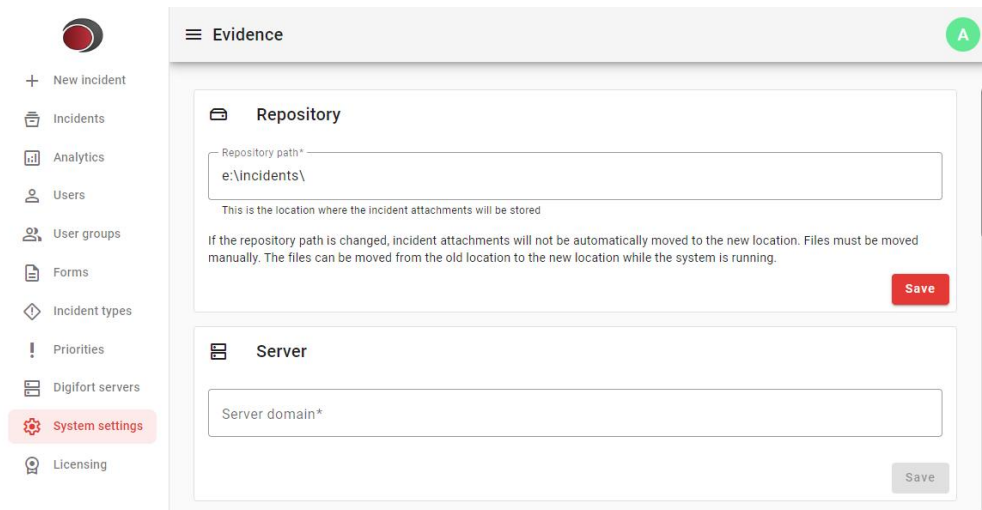 Evidence
A
New incident
Incidents
Analytics
Users
User groups
Forms
Incident types
Priorities
Digifort servers
System settings
Licensing
Repository
Repository path*
e:\incidents\
This is the location where the incident attachments will be stored
If the repository path is changed, incident attachments will not be automatically moved to the new location. Files must be moved
manually. The files can be moved from the old location to the new location while the system is running.
Save
Server
Server domain*
Save